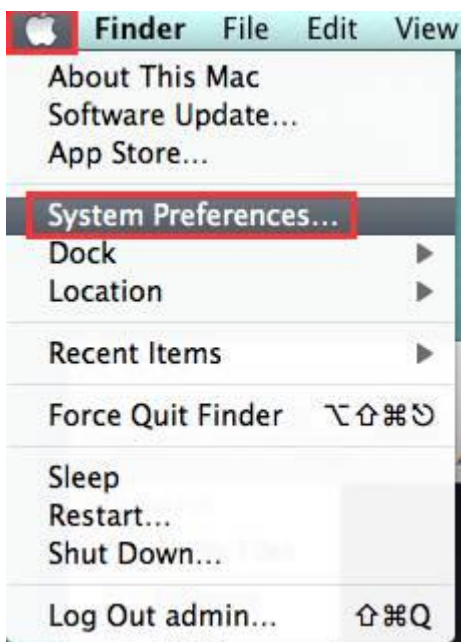 Finder File Edit View
About This Mac
Software Update...
App Store...
System Preferences...
Dock
Location
Recent Items
Force Quit Finder ⌥⇧⌘⎋
Sleep
Restart...
Shut Down...
Log Out admin... ⇧⌘Q